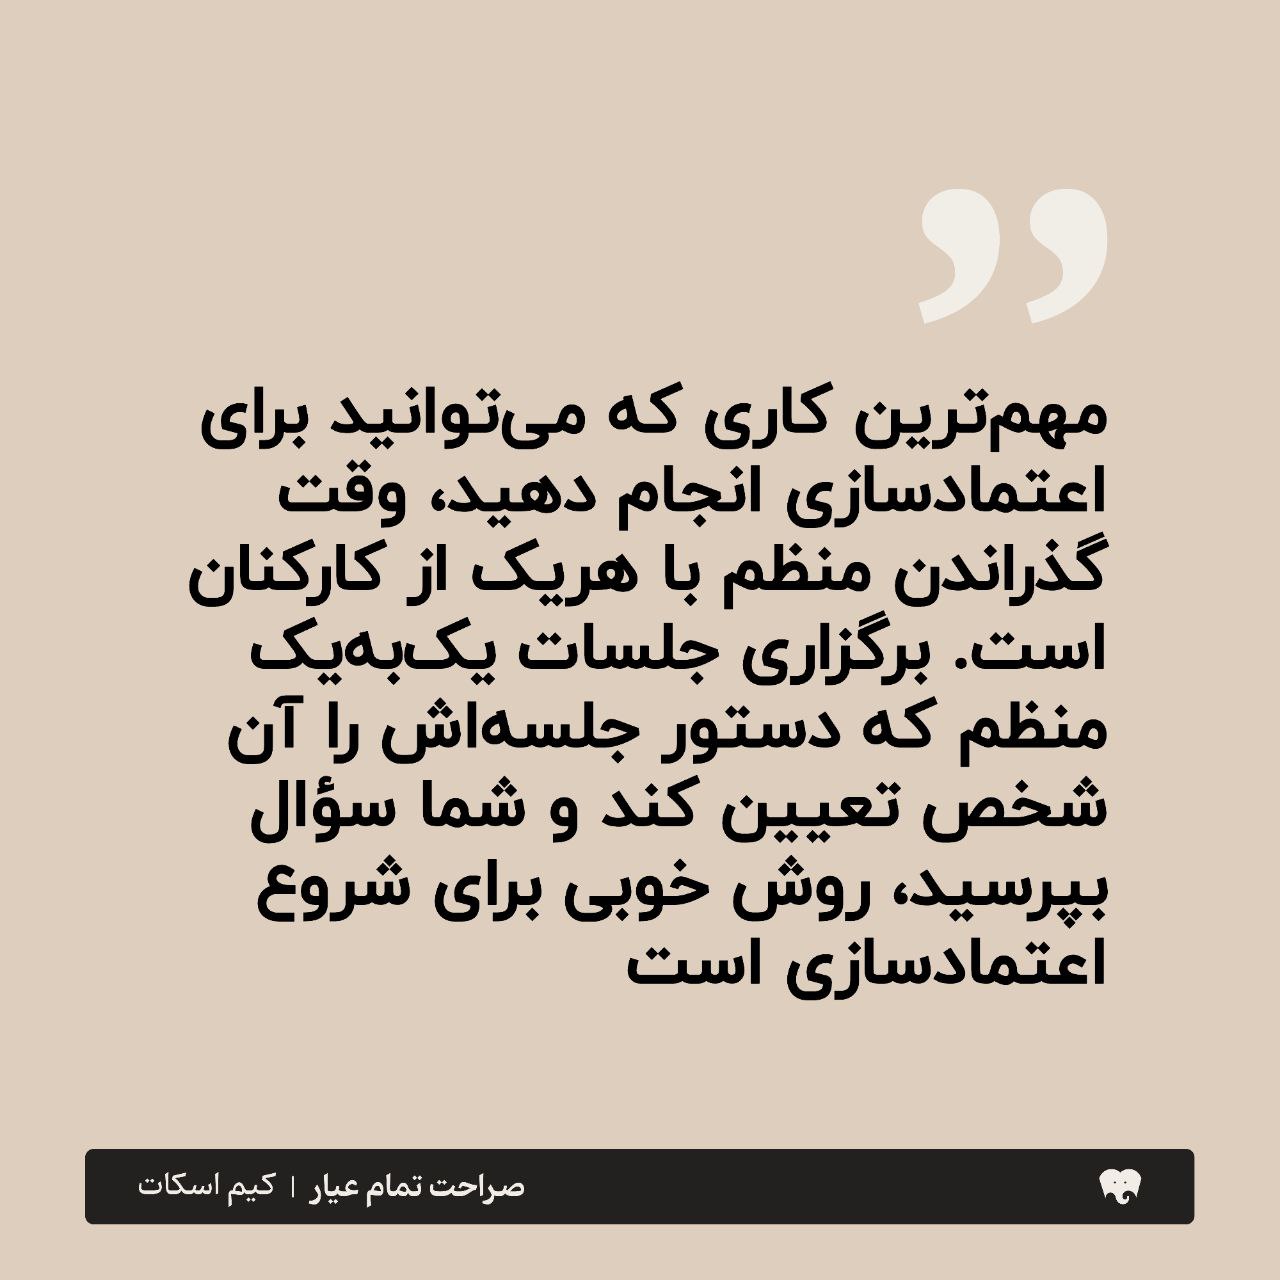 ”
مهم‌ترین کاری که می‌توانید برای
اعتمادسازی انجام دهید، وقت
گذراندن منظم با هریک از کارکنان
است. برگزاری جلسات یک‌به‌یک
منظم که دستور جلسه‌اش را آن
شخص تعیین کند و شما سؤال
بپرسید، روش خوبی برای شروع
اعتمادسازی است
صراحت تمام عیار | کیم اسکات